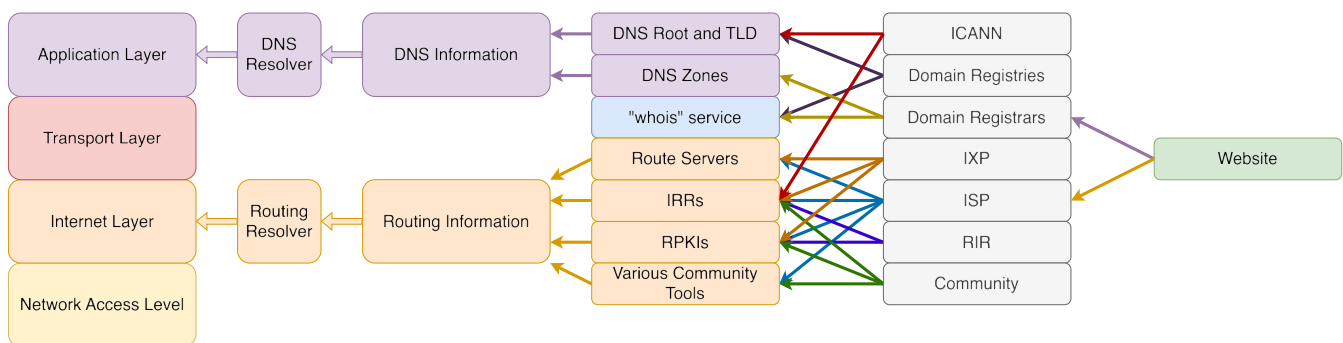 Application Layer
DNS
Resolver
DNS Information
DNS Root and TLD
ICANN
DNS Zones
Domain Registries
Transport Layer
"whois" service
Domain Registrars
Route Servers
IXP
Website
Internet Layer
Routing
Resolver
Routing Information
IRRs
ISP
RPKIs
RIR
Network Access Level
Various Community
Tools
Community